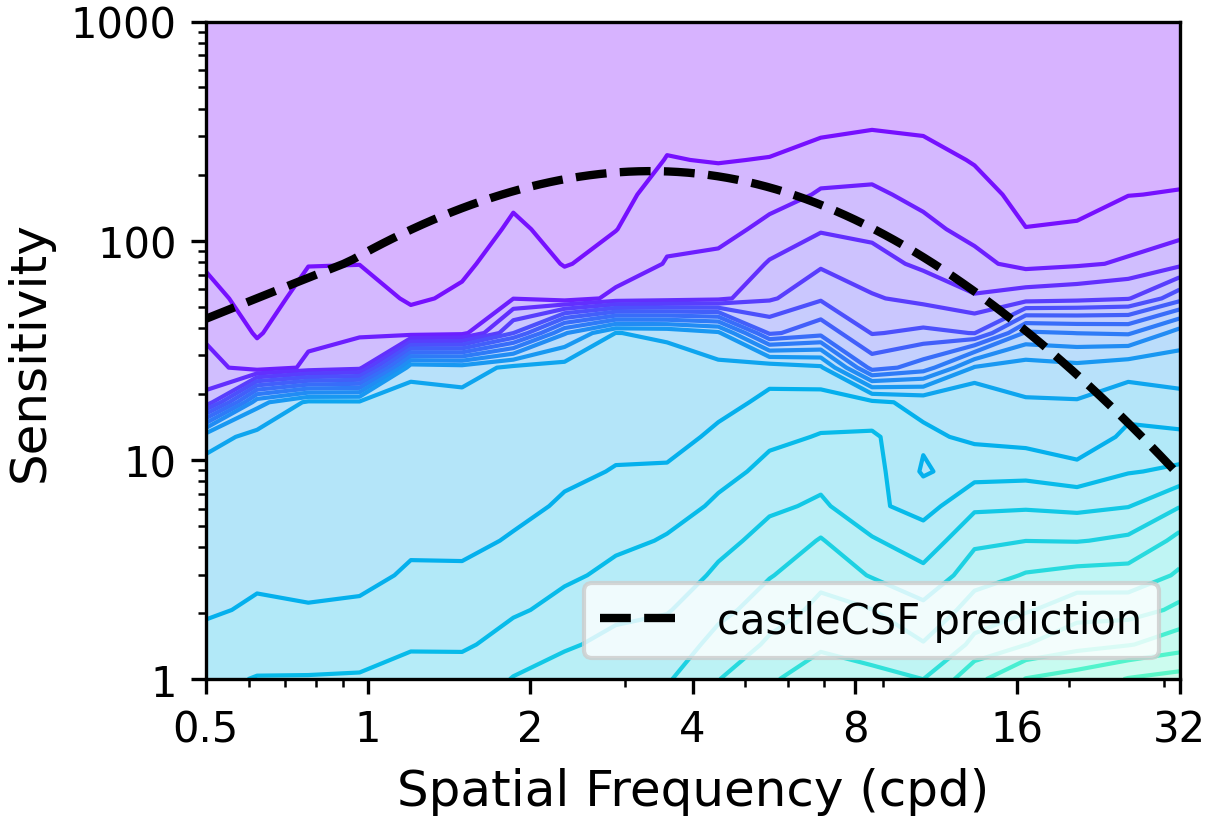 1000
100
10
1
Sensitivity
castleCSF prediction
0.5 1 2 4 8 16 32
Spatial Frequency (cpd)